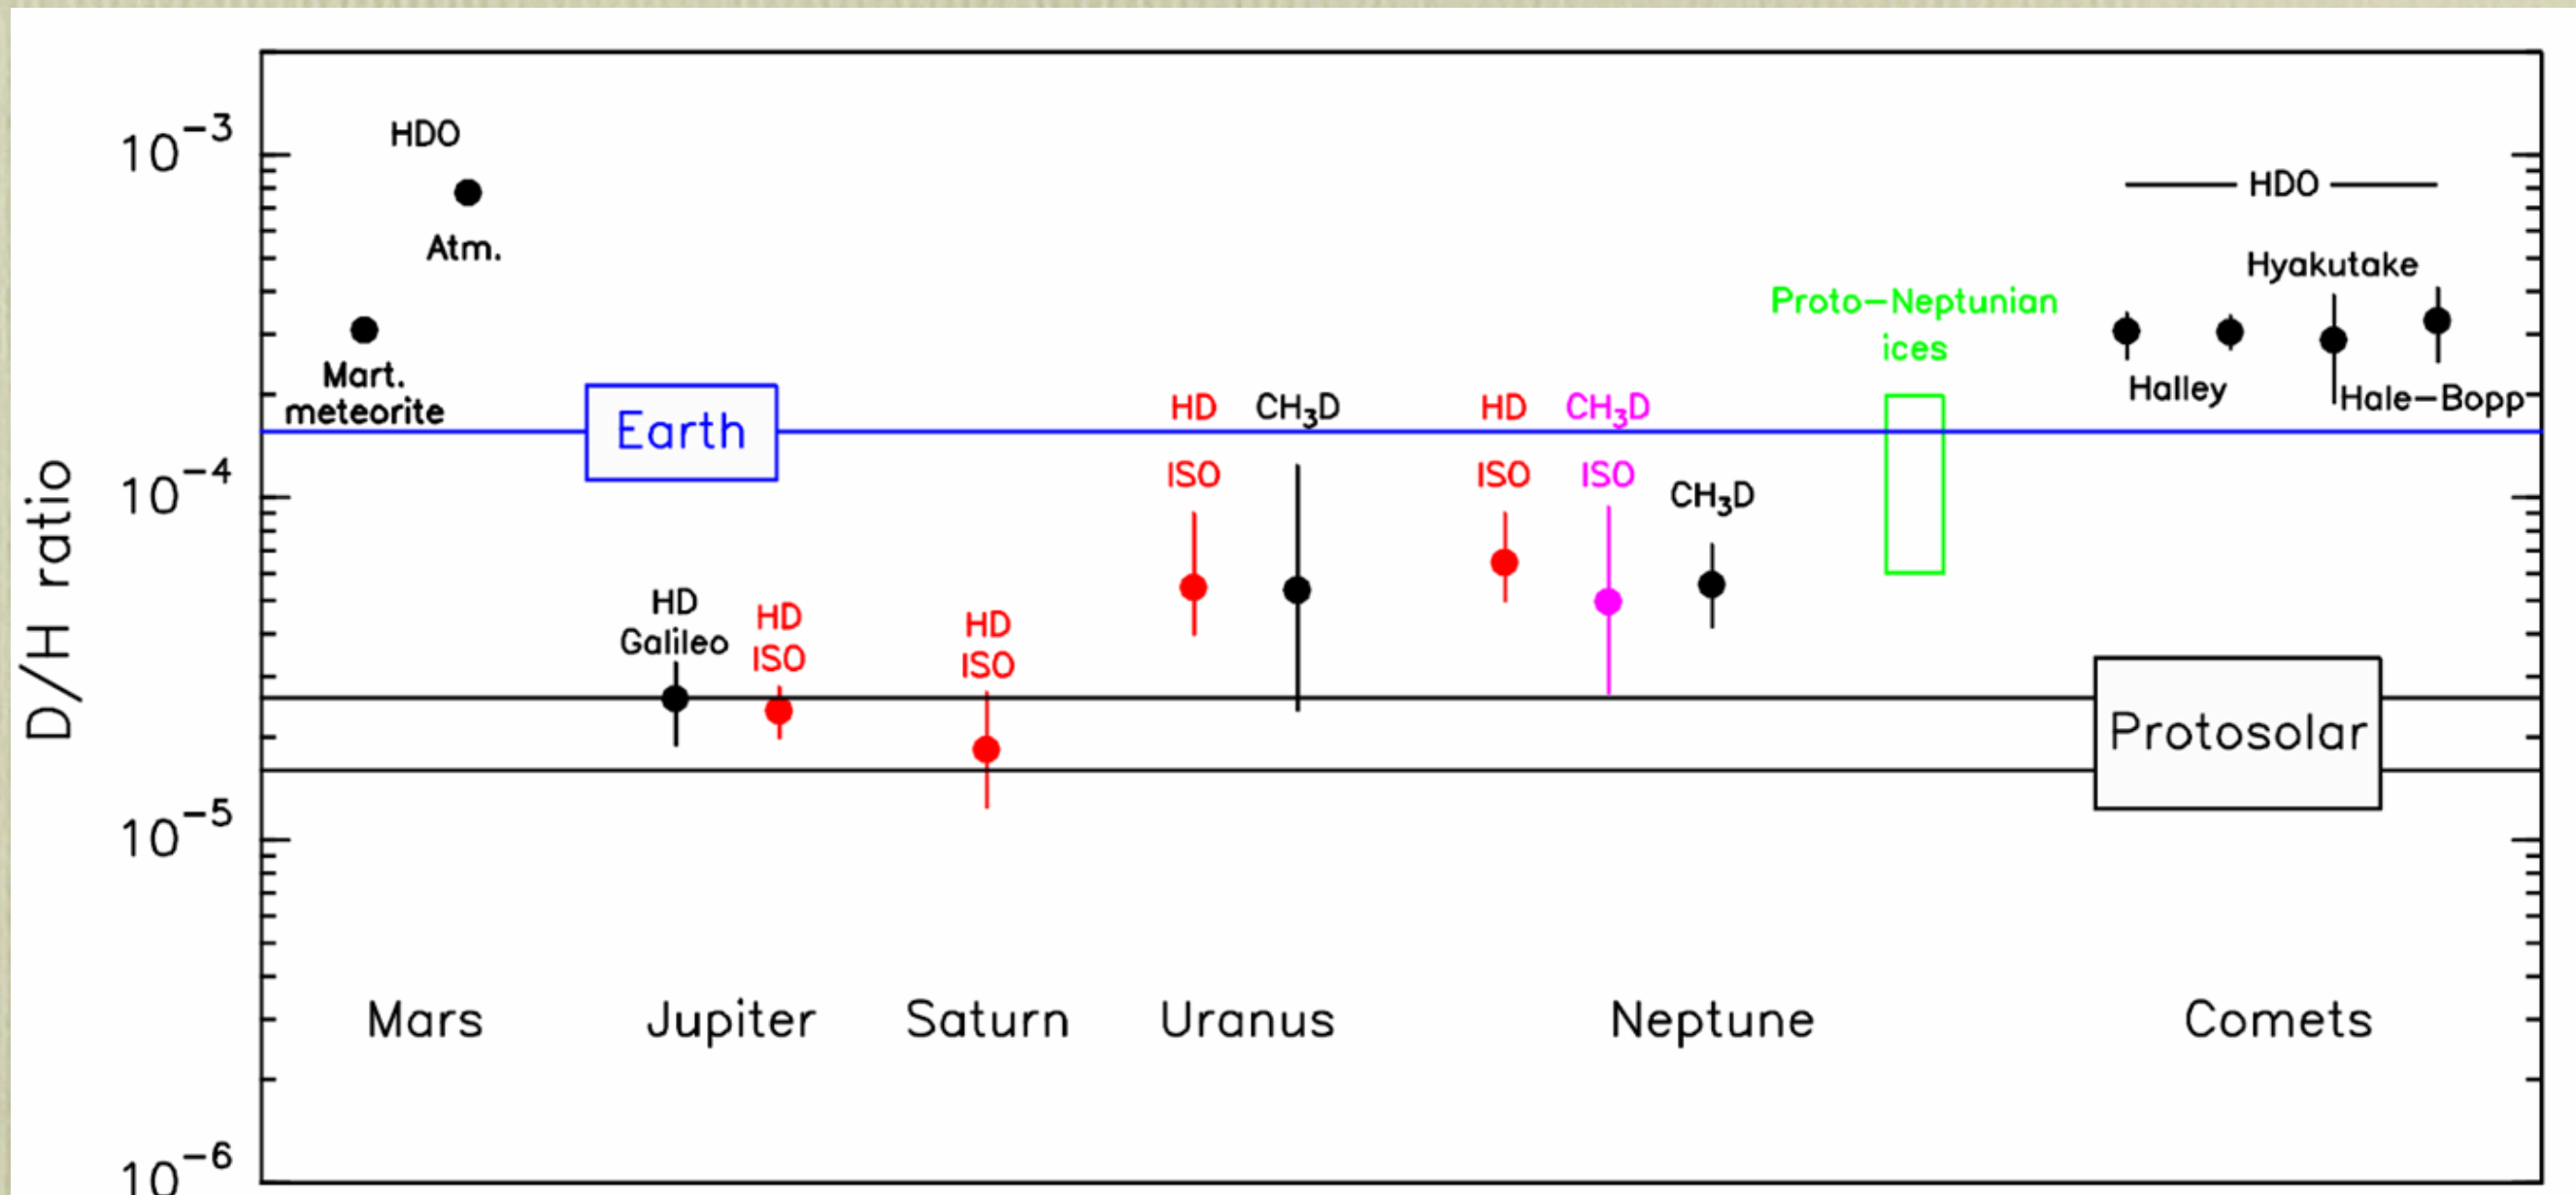 D/H ratio
10⁻³
10⁻⁴
10⁻⁵
10⁻⁶
HDO
Atm.
Mart.
meteorite
Earth
HD
Galileo
HD
ISO
HD
ISO
HD
ISO
CH₃D
HD
ISO
CH₃D
ISO
CH₃D
Proto-Neptunian
ices
HDO
Halley
Hyakutake
Hale-Bopp
Protosolar
Mars
Jupiter
Saturn
Uranus
Neptune
Comets